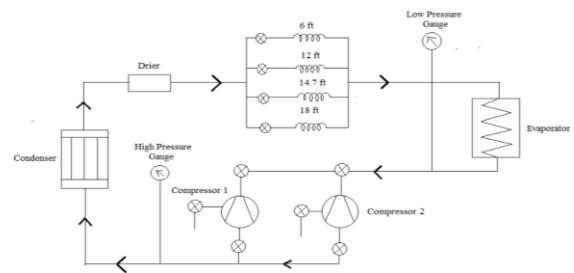 6 ft
Low Pressure
Gauge
12 ft
Drier
14.7 ft
18 ft
Evaporator
High Pressure
Gauge
Condenser
Compressor 1
Compressor 2